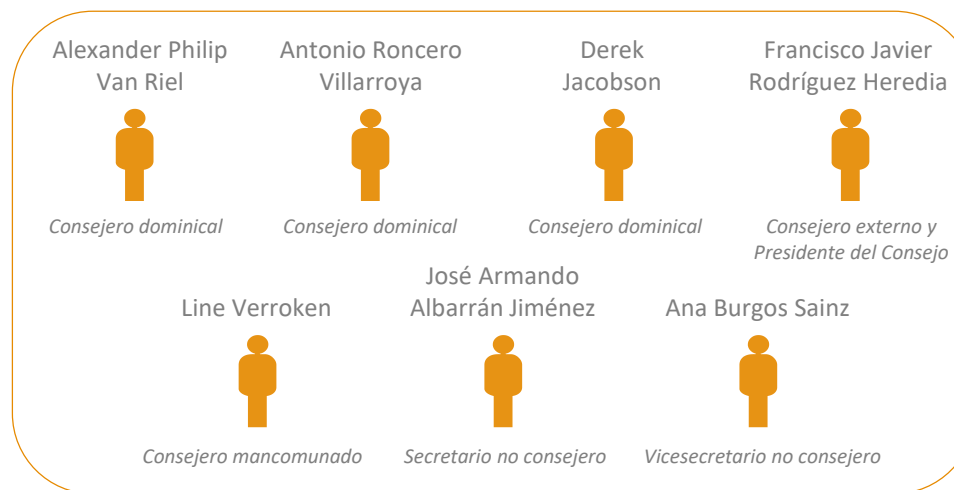 Alexander Philip
Van Riel
Consejero dominical
Antonio Roncero
Villarroya
Consejero dominical
Derek
Jacobson
Consejero dominical
Francisco Javier
Rodríguez Heredia
Consejero externo y
Presidente del Consejo
Line Verroken
Consejero mancomunado
José Armando
Albarrán Jiménez
Secretario no consejero
Ana Burgos Sainz
Vicesecretario no consejero